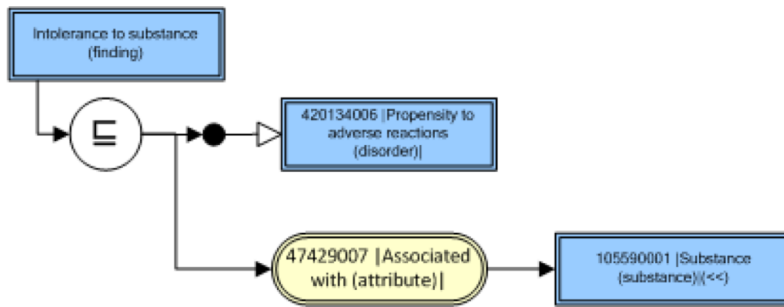 Intolerance to substance
(finding)
⊑
420134006 |Propensity to
adverse reactions
(disorder)|
47429007 |Associated
with (attribute)|
105590001 |Substance
(substance)|(<<)